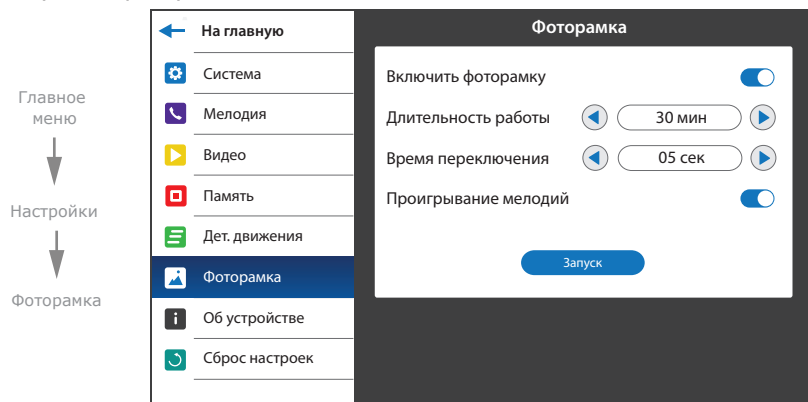 Главное
меню
Настройки
Фоторамка
На главную
Система
Мелодия
Видео
Память
Дет. движения
Фоторамка
Об устройстве
Сброс настроек
Фоторамка
Включить фоторамку
Длительность работы 30 мин
Время переключения 05 сек
Проигрывание мелодий
Запуск